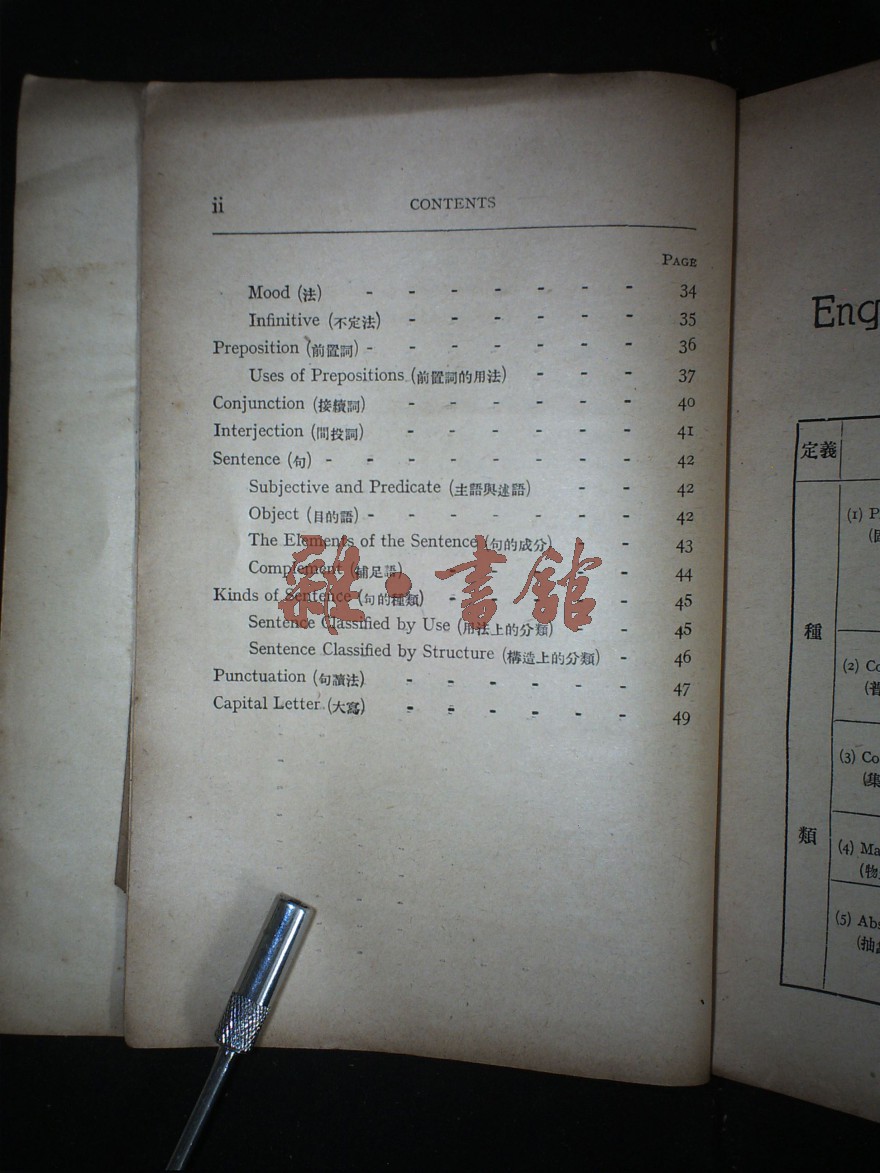 ii CONTENTS
PAGE
Mood (法) - - - - - - - 34
Infinitive (不定法) - - - - - - 35
Preposition (前置詞) - - - - - - - 36
Uses of Prepositions (前置詞的用法) - - - 37
Conjunction (接續詞) - - - - - - 40
Interjection (間投詞) - - - - - - 41
Sentence (句) - - - - - - - - 42
Subjective and Predicate (主語與述語) - - 42
Object (目的語) - - - - - - - 42
The Elements of the Sentence (句的成分) - - 43
Complement (補足語) - - - - - 44
Kinds of Sentence (句的種類) - - - - - 45
Sentence Classified by Use (用法上的分類) - 45
Sentence Classified by Structure (構造上的分類) - 46
Punctuation (句讀法) - - - - - - 47
Capital Letter (大寫) - - - - - - 49
雜·書館
Eng
定義
種
類
(1) P
(2) Co
(3) Co
(集
(4) Ma
(物
(5) Abs
(抽